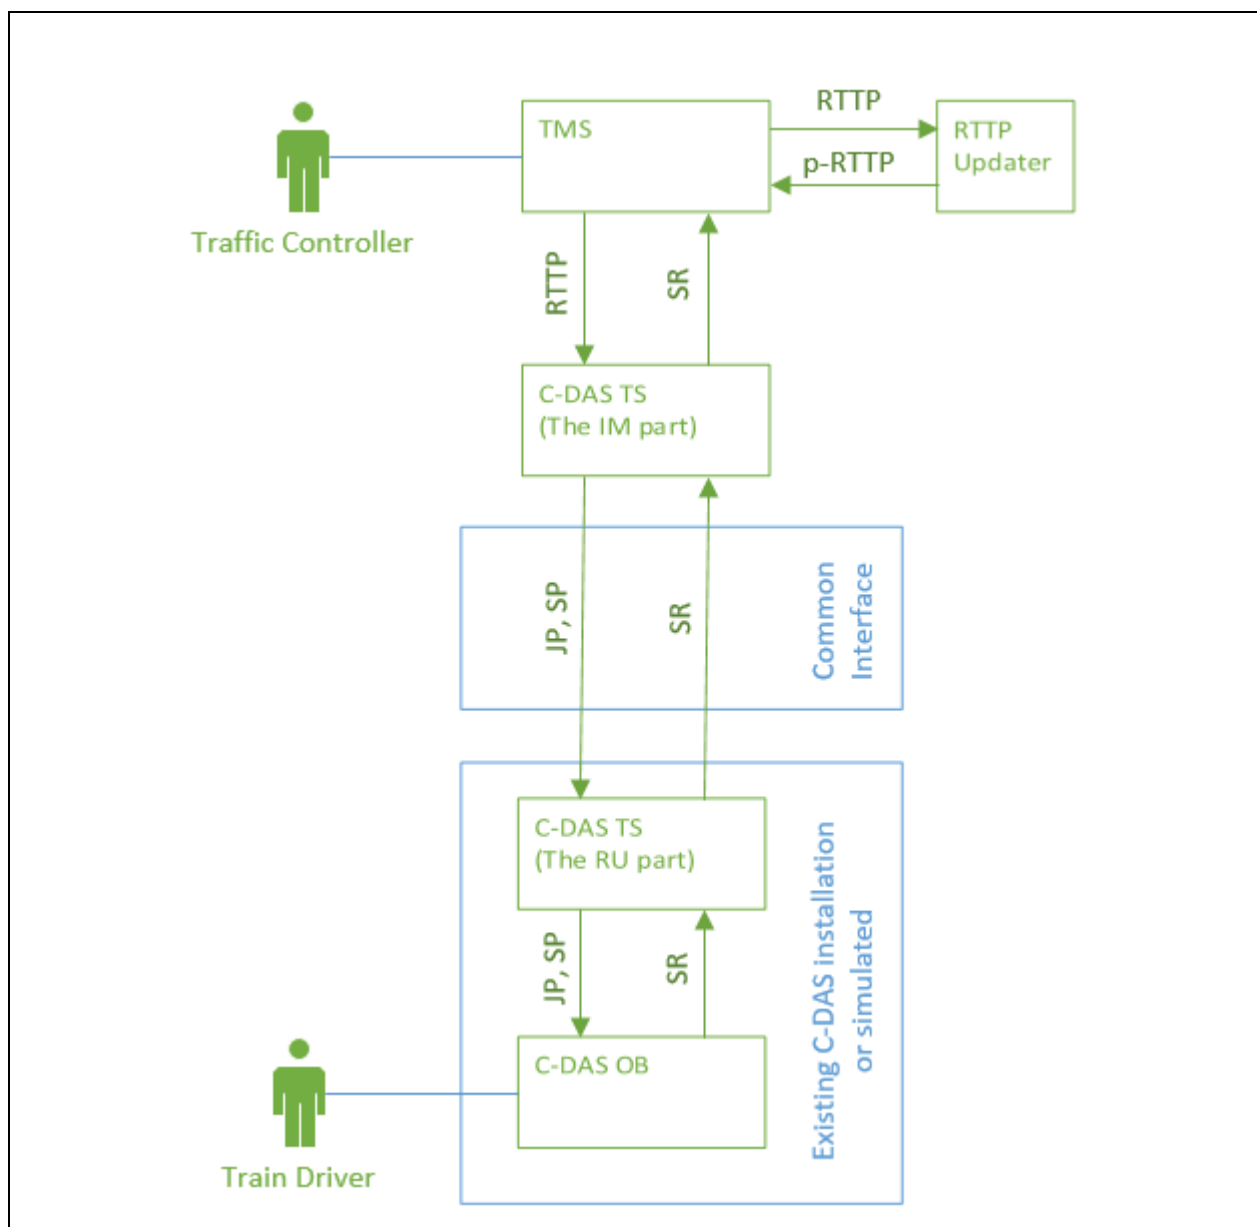 RTTP
TMS
RTTP
Updater
p-RTTP
Traffic Controller
RTTP
SR
C-DAS TS
(The IM part)
JP, SP
SR
Common
Interface
C-DAS TS
(The RU part)
JP, SP
SR
Existing C-DAS installation
or simulated
C-DAS OB
Train Driver